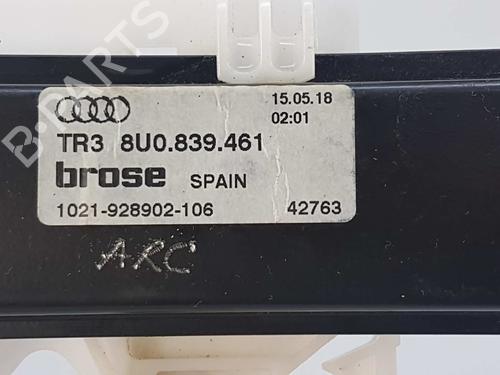 B-PARTS
15.05.18
02:01
TR3 8U0.839.461
brose SPAIN
1021-928902-106 42763
ARC